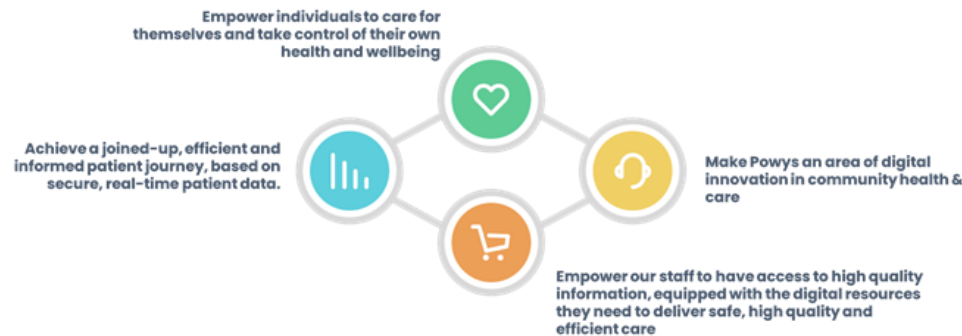 Empower individuals to care for
themselves and take control of their own
health and wellbeing
Achieve a joined-up, efficient and
informed patient journey, based on
secure, real-time patient data.
Make Powys an area of digital
innovation in community health &
care
Empower our staff to have access to high quality
information, equipped with the digital resources
they need to deliver safe, high quality and
efficient care